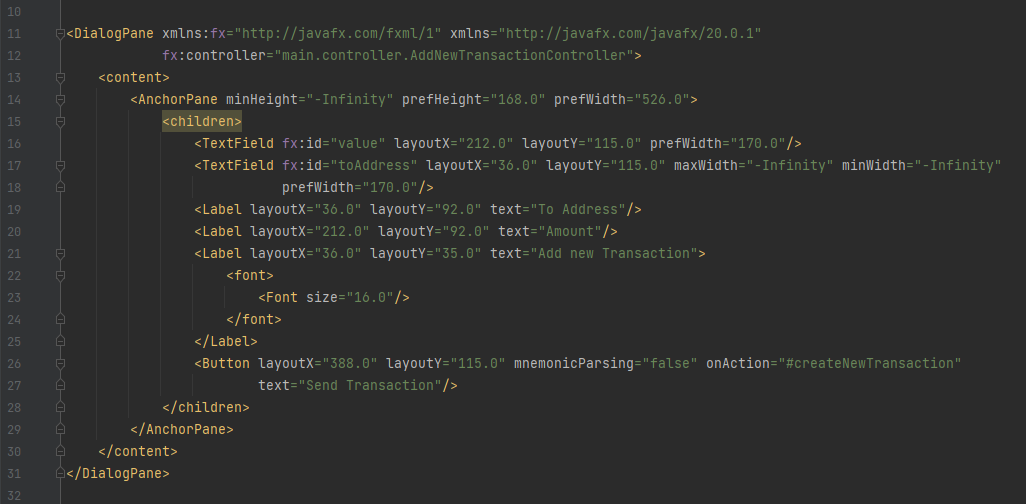 10
11 <DialogPane xmlns:fx="http://javafx.com/fxml/1" xmlns="http://javafx.com/javafx/20.0.1"
12 fx:controller="main.controller.AddNewTransactionController">
13 <content>
14 <AnchorPane minHeight="-Infinity" prefHeight="168.0" prefWidth="526.0">
15 <children>
16 <TextField fx:id="value" layoutX="212.0" layoutY="115.0" prefWidth="170.0"/>
17 <TextField fx:id="toAddress" layoutX="36.0" layoutY="115.0" maxWidth="-Infinity" minWidth="-Infinity"
18 prefWidth="170.0"/>
19 <Label layoutX="36.0" layoutY="92.0" text="To Address"/>
20 <Label layoutX="212.0" layoutY="92.0" text="Amount"/>
21 <Label layoutX="36.0" layoutY="35.0" text="Add new Transaction">
22 <font>
23 <Font size="16.0"/>
24 </font>
25 </Label>
26 <Button layoutX="388.0" layoutY="115.0" mnemonicParsing="false" onAction="#createNewTransaction"
27 text="Send Transaction"/>
28 </children>
29 </AnchorPane>
30 </content>
31 </DialogPane>
32